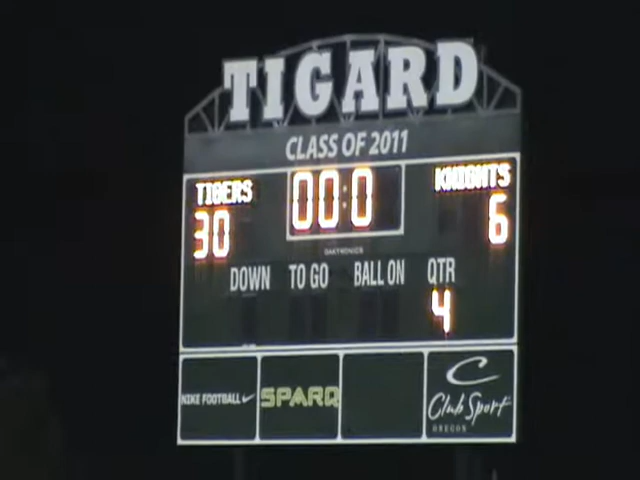 TIGARD
CLASS OF 2011
TIGERS 00:0 KNIGHTS
30 6
DAKTRONICS
DOWN TO GO BALL ON QTR
4
NIKE FOOTBALL SPARQ Club Sport
OREGON